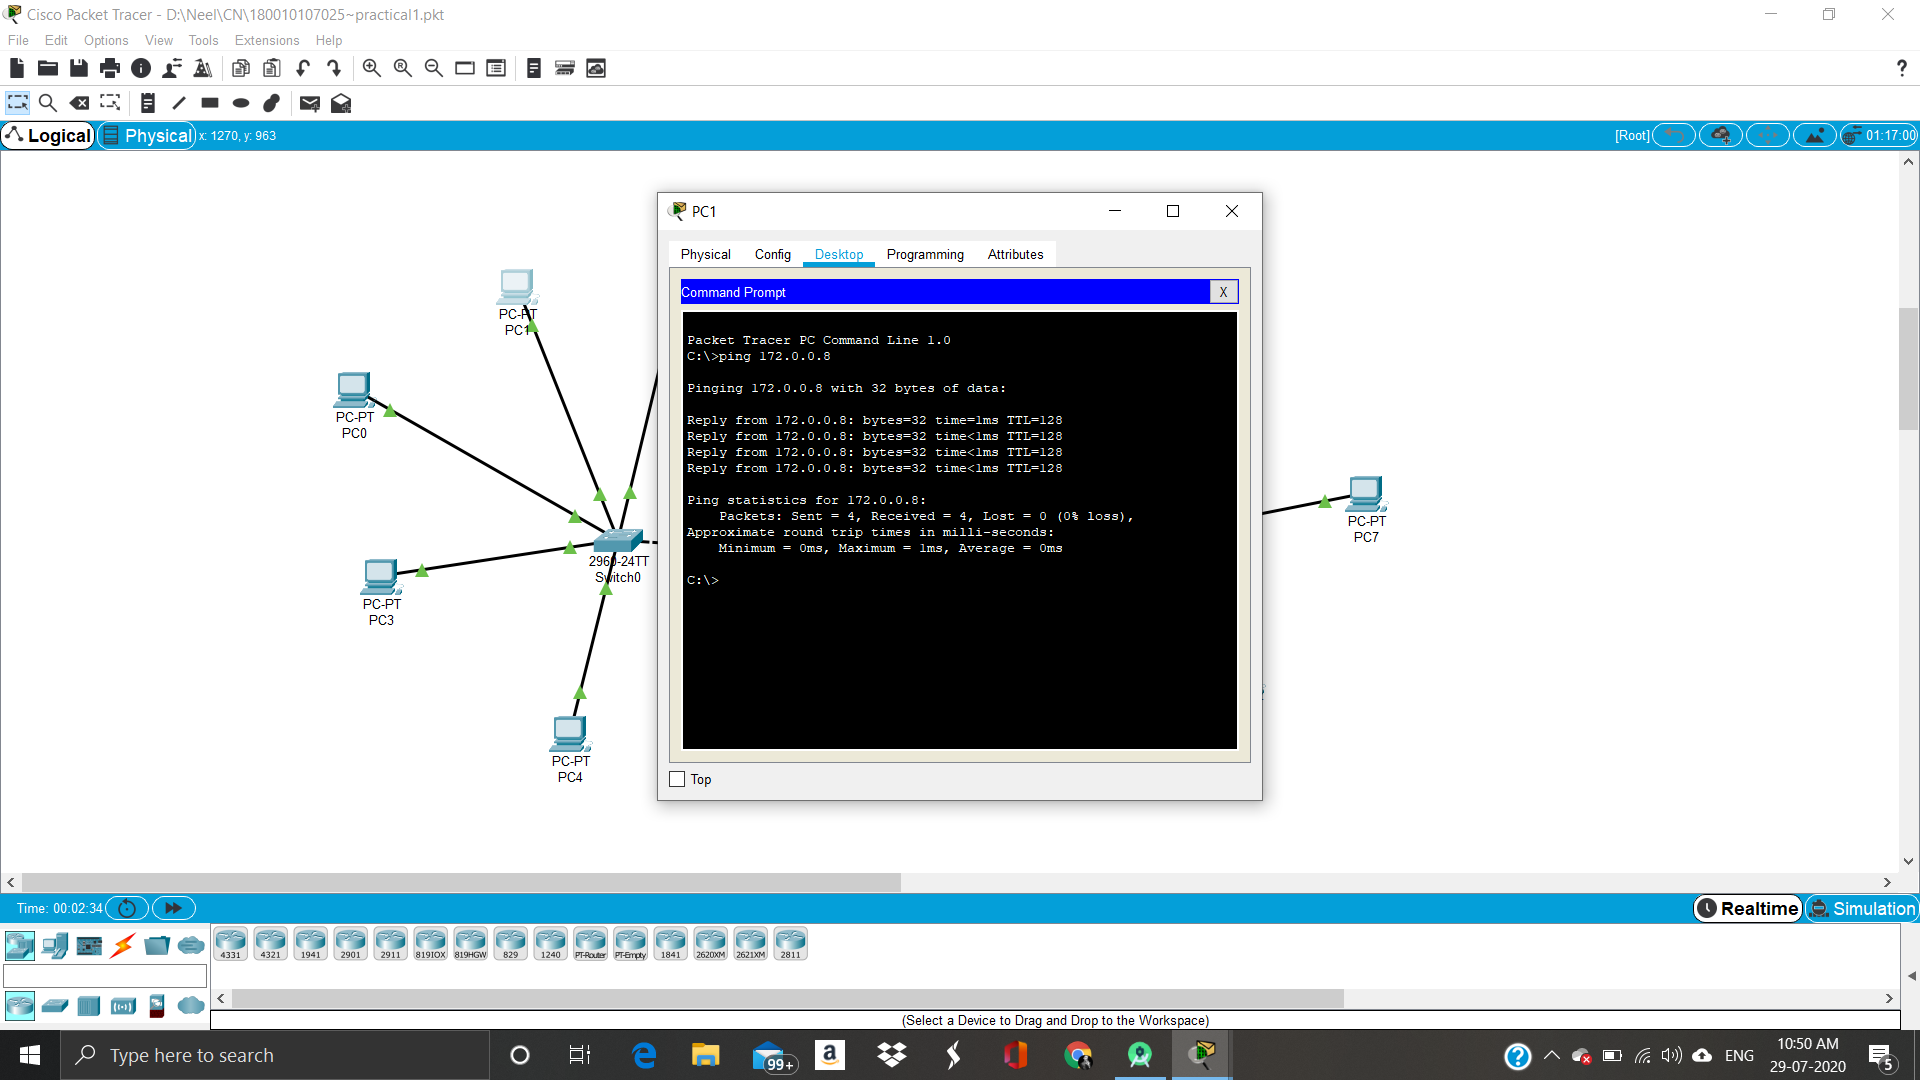 Cisco Packet Tracer - D:\Neel\CN\180010107025~practical1.pkt
File Edit Options View Tools Extensions Help
?
Logical Physical x: 1270, y: 963 [Root] 01:17:00
PC1
Physical Config Desktop Programming Attributes
Command Prompt X
Packet Tracer PC Command Line 1.0
C:\>ping 172.0.0.8
Pinging 172.0.0.8 with 32 bytes of data:
Reply from 172.0.0.8: bytes=32 time=1ms TTL=128
Reply from 172.0.0.8: bytes=32 time<1ms TTL=128
Reply from 172.0.0.8: bytes=32 time<1ms TTL=128
Reply from 172.0.0.8: bytes=32 time<1ms TTL=128
Ping statistics for 172.0.0.8:
Packets: Sent = 4, Received = 4, Lost = 0 (0% loss),
Approximate round trip times in milli-seconds:
Minimum = 0ms, Maximum = 1ms, Average = 0ms
C:\>
Top
PC-PT
PC1
PC-PT
PC0
PC-PT
PC3
2960-24TT
Switch0
PC-PT
PC4
PC-PT
PC7
Time: 00:02:34 Realtime Simulation
4331 4321 1941 2901 2911 819IOX 819HGW 829 1240 PT-Router PT-Empty 1841 2620XM 2621XM 2811
(Select a Device to Drag and Drop to the Workspace)
Type here to search 99+ a ? ENG 10:50 AM
29-07-2020 5